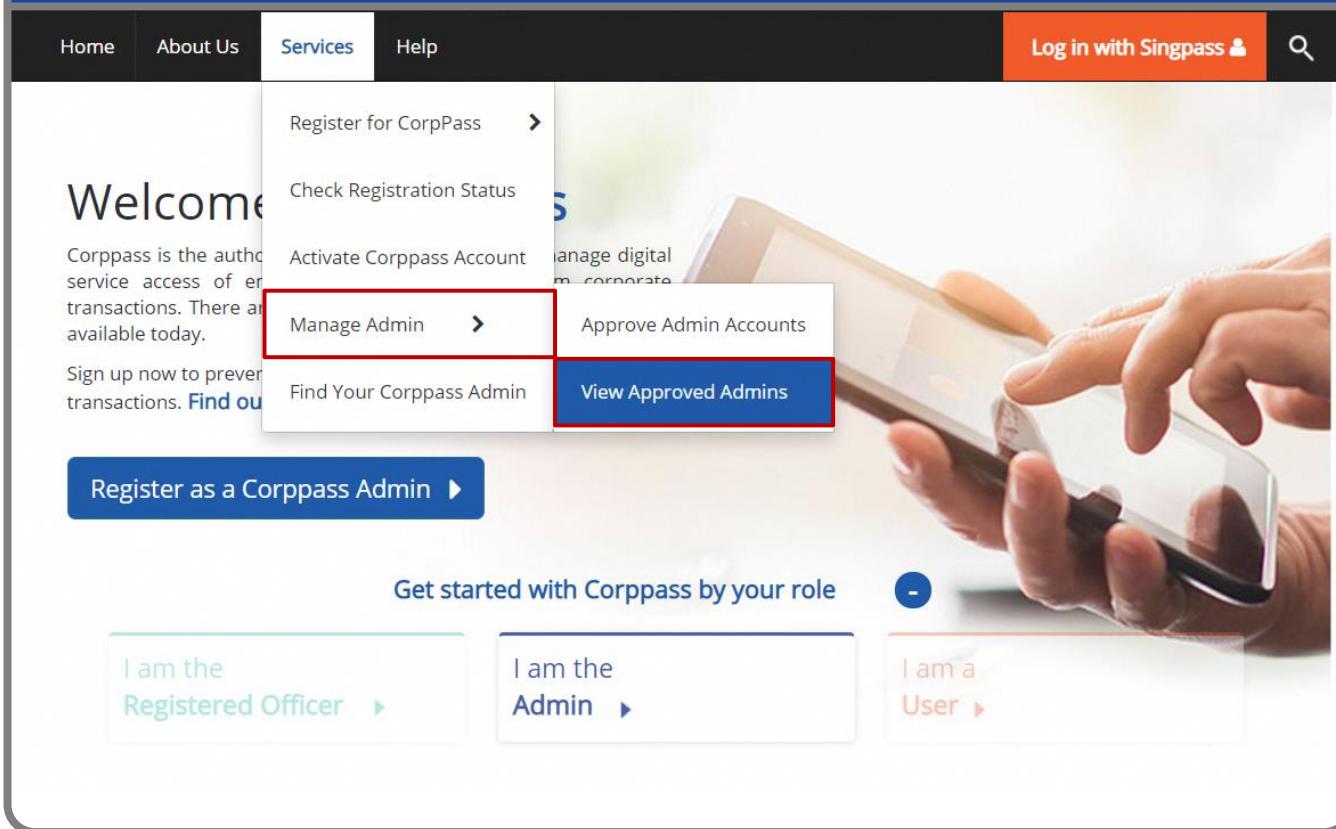 Home About Us Services Help Log in with Singpass
Register for CorpPass
Check Registration Status
Activate Corppass Account
Manage Admin
Find Your Corppass Admin
Approve Admin Accounts
View Approved Admins
Welcome s
Corppass is the autho anage digital
service access of er m corporate
transactions. There ar
available today.
Sign up now to preven
transactions. Find ou
Register as a Corppass Admin
Get started with Corppass by your role -
I am the
Registered Officer
I am the
Admin
I am a
User